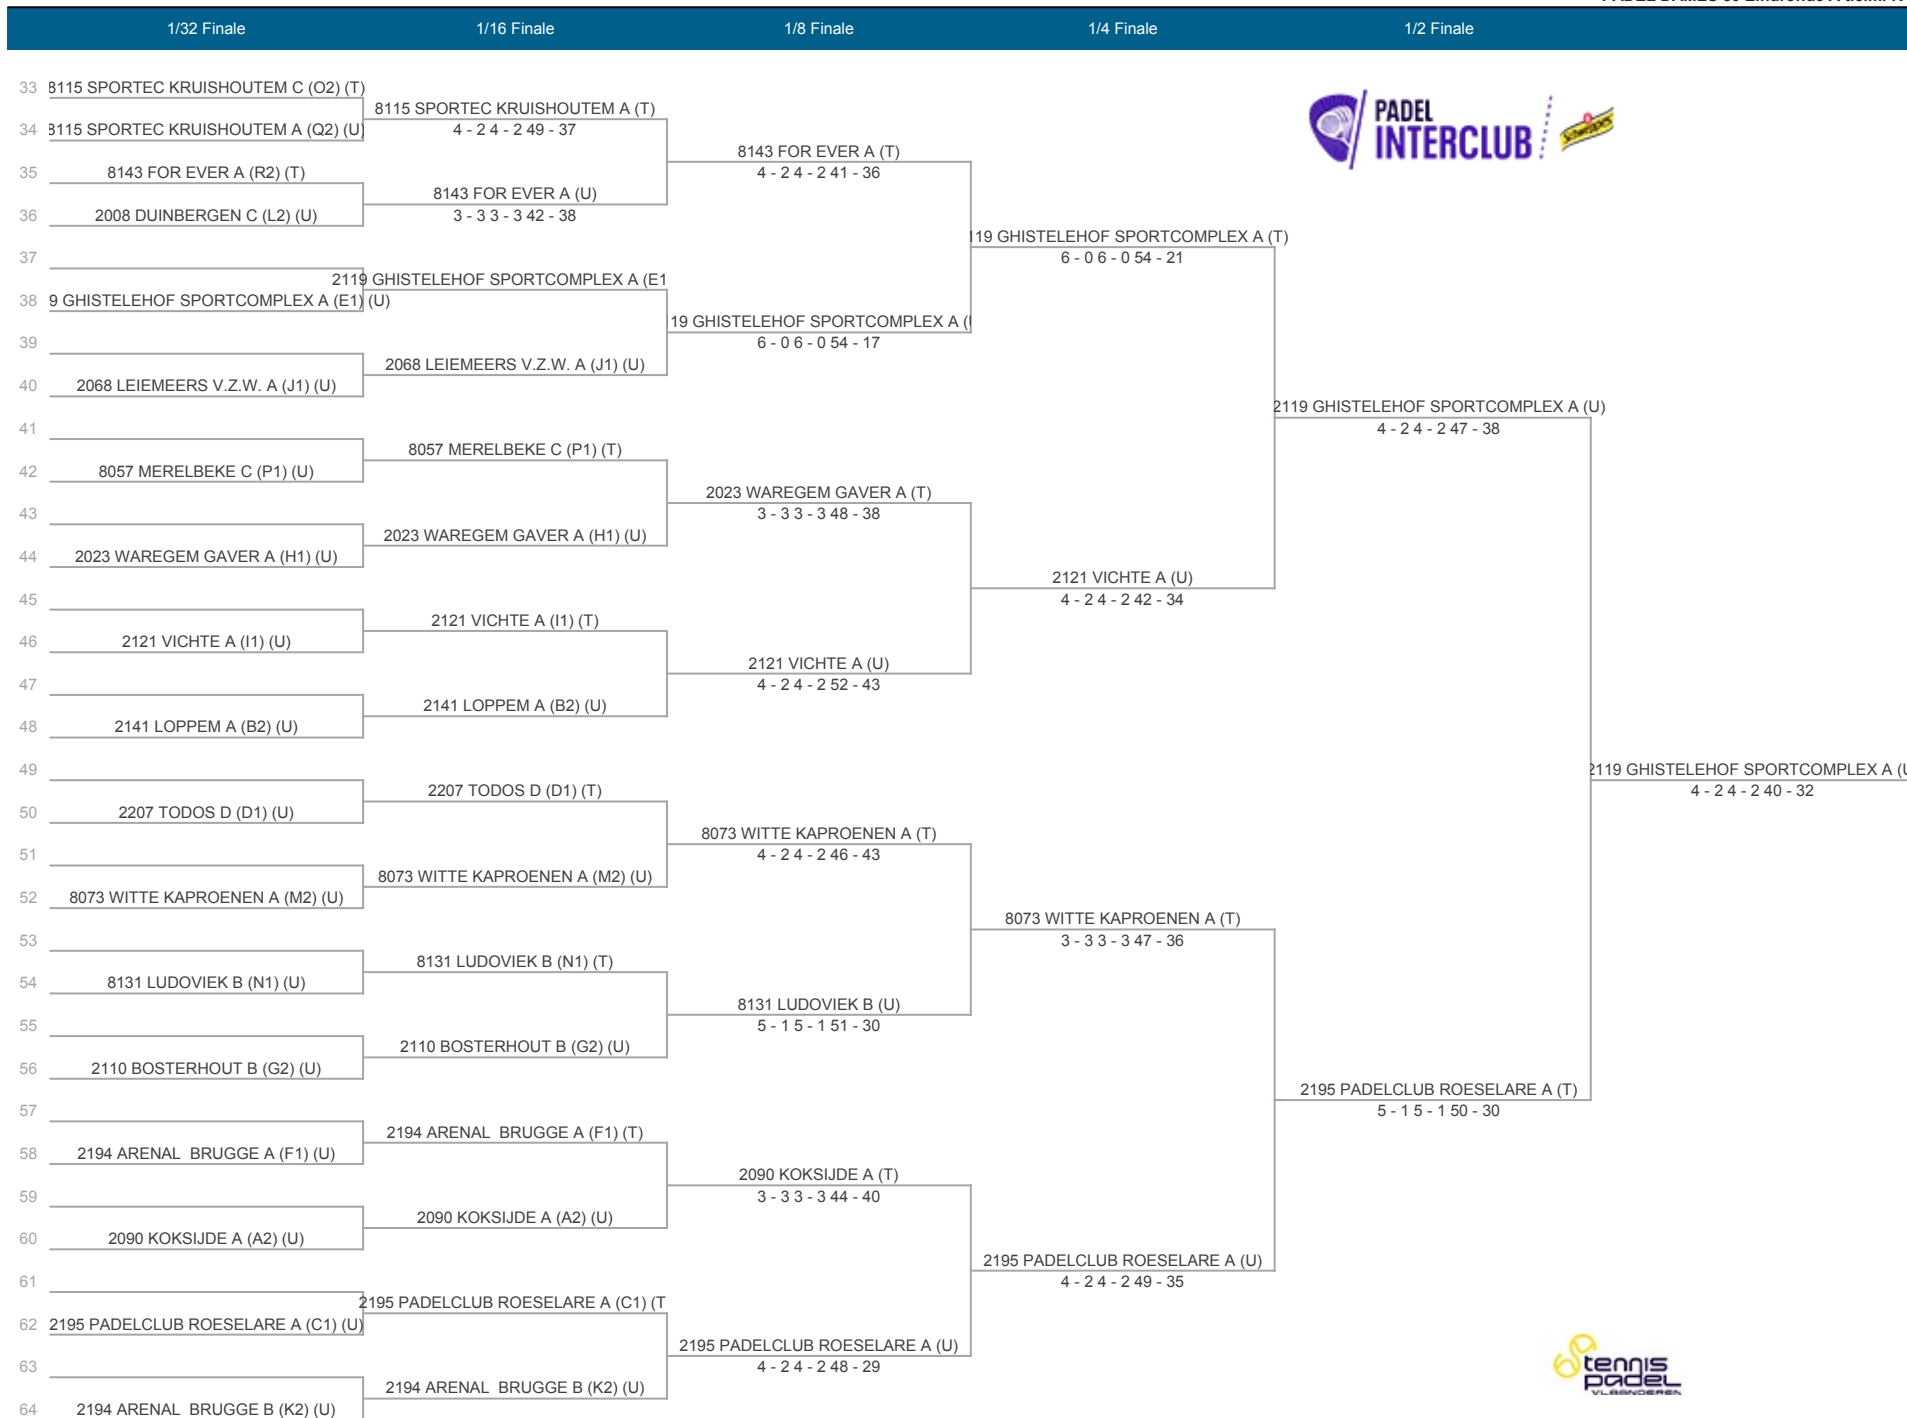 1/32 Finale 1/16 Finale 1/8 Finale 1/4 Finale 1/2 Finale
33 8115 SPORTEC KRUISHOUTEM C (O2) (T)
8115 SPORTEC KRUISHOUTEM A (T)
34 8115 SPORTEC KRUISHOUTEM A (Q2) (U)
4 - 2 4 - 2 49 - 37
PADEL
INTERCLUB
Schweppes
8143 FOR EVER A (T)
35 8143 FOR EVER A (R2) (T)
4 - 2 4 - 2 41 - 36
8143 FOR EVER A (U)
36 2008 DUINBERGEN C (L2) (U)
3 - 3 3 - 3 42 - 38
119 GHISTELEHOF SPORTCOMPLEX A (T)
37
6 - 0 6 - 0 54 - 21
2119 GHISTELEHOF SPORTCOMPLEX A (E1
38 9 GHISTELEHOF SPORTCOMPLEX A (E1) (U)
19 GHISTELEHOF SPORTCOMPLEX A (
39
6 - 0 6 - 0 54 - 17
2068 LEIEMEERS V.Z.W. A (J1) (U)
40 2068 LEIEMEERS V.Z.W. A (J1) (U)
2119 GHISTELEHOF SPORTCOMPLEX A (U)
41
4 - 2 4 - 2 47 - 38
8057 MERELBEKE C (P1) (T)
42 8057 MERELBEKE C (P1) (U)
2023 WAREGEM GAVER A (T)
43
3 - 3 3 - 3 48 - 38
2023 WAREGEM GAVER A (H1) (U)
44 2023 WAREGEM GAVER A (H1) (U)
2121 VICHTE A (U)
45
4 - 2 4 - 2 42 - 34
2121 VICHTE A (I1) (T)
46 2121 VICHTE A (I1) (U)
2121 VICHTE A (U)
47
4 - 2 4 - 2 52 - 43
2141 LOPPEM A (B2) (U)
48 2141 LOPPEM A (B2) (U)
49
2119 GHISTELEHOF SPORTCOMPLEX A (U
2207 TODOS D (D1) (T)
4 - 2 4 - 2 40 - 32
50 2207 TODOS D (D1) (U)
8073 WITTE KAPROENEN A (T)
51
4 - 2 4 - 2 46 - 43
8073 WITTE KAPROENEN A (M2) (U)
52 8073 WITTE KAPROENEN A (M2) (U)
8073 WITTE KAPROENEN A (T)
53
3 - 3 3 - 3 47 - 36
8131 LUDOVIEK B (N1) (T)
54 8131 LUDOVIEK B (N1) (U)
8131 LUDOVIEK B (U)
55
5 - 1 5 - 1 51 - 30
2110 BOSTERHOUT B (G2) (U)
56 2110 BOSTERHOUT B (G2) (U)
2195 PADELCLUB ROESELARE A (T)
57
5 - 1 5 - 1 50 - 30
2194 ARENAL  BRUGGE A (F1) (T)
58 2194 ARENAL  BRUGGE A (F1) (U)
2090 KOKSIJDE A (T)
59
3 - 3 3 - 3 44 - 40
2090 KOKSIJDE A (A2) (U)
60 2090 KOKSIJDE A (A2) (U)
2195 PADELCLUB ROESELARE A (U)
61
4 - 2 4 - 2 49 - 35
2195 PADELCLUB ROESELARE A (C1) (T
62 2195 PADELCLUB ROESELARE A (C1) (U)
2195 PADELCLUB ROESELARE A (U)
63
4 - 2 4 - 2 48 - 29
tennis
padel
VLAANDEREN
2194 ARENAL  BRUGGE B (K2) (U)
64 2194 ARENAL  BRUGGE B (K2) (U)